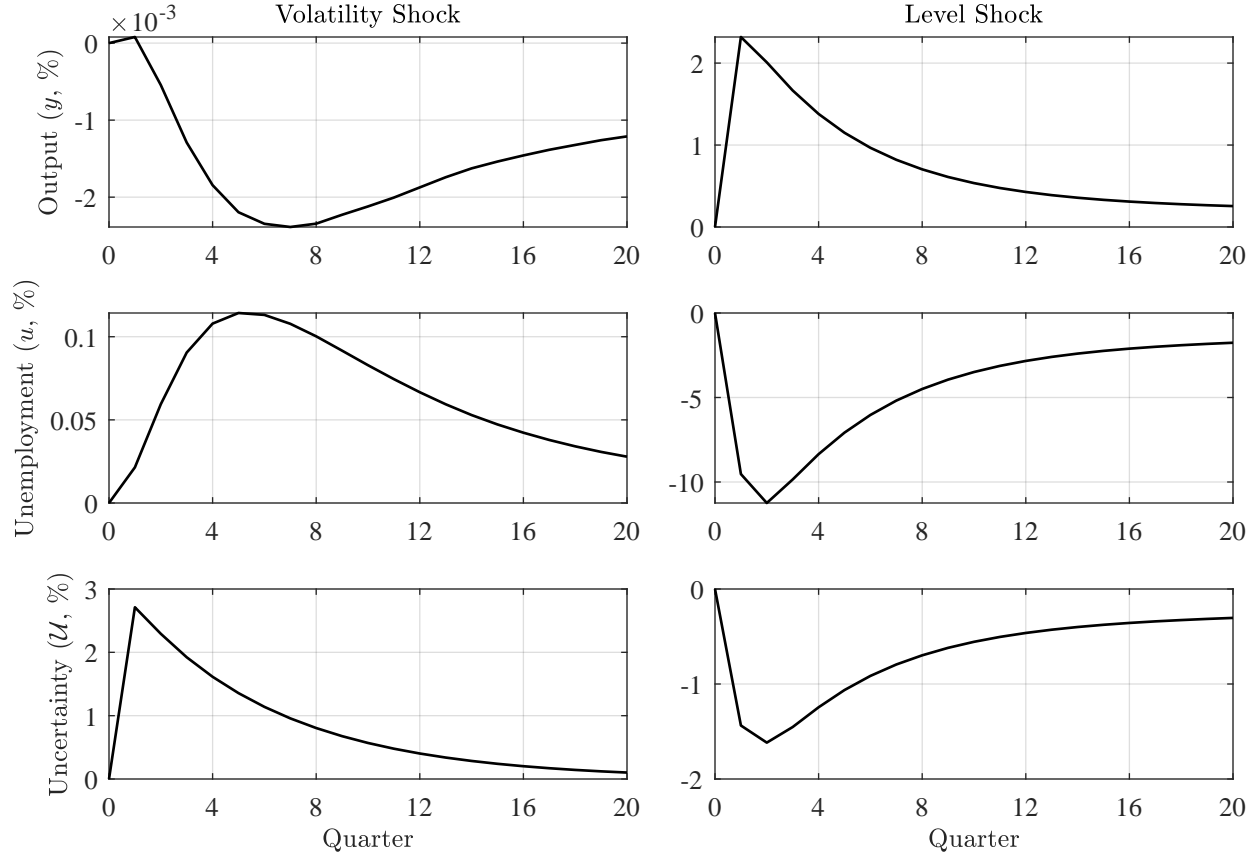 Volatility Shock
Level Shock
×10⁻³
Output (y, %)
0
-1
-2
0 4 8 12 16 20
2
1
0
0 4 8 12 16 20
Unemployment (u, %)
0.1
0.05
0
0 4 8 12 16 20
0
-5
-10
0 4 8 12 16 20
Uncertainty (𝒰, %)
3
2
1
0
0 4 8 12 16 20
Quarter
0
-1
-2
0 4 8 12 16 20
Quarter